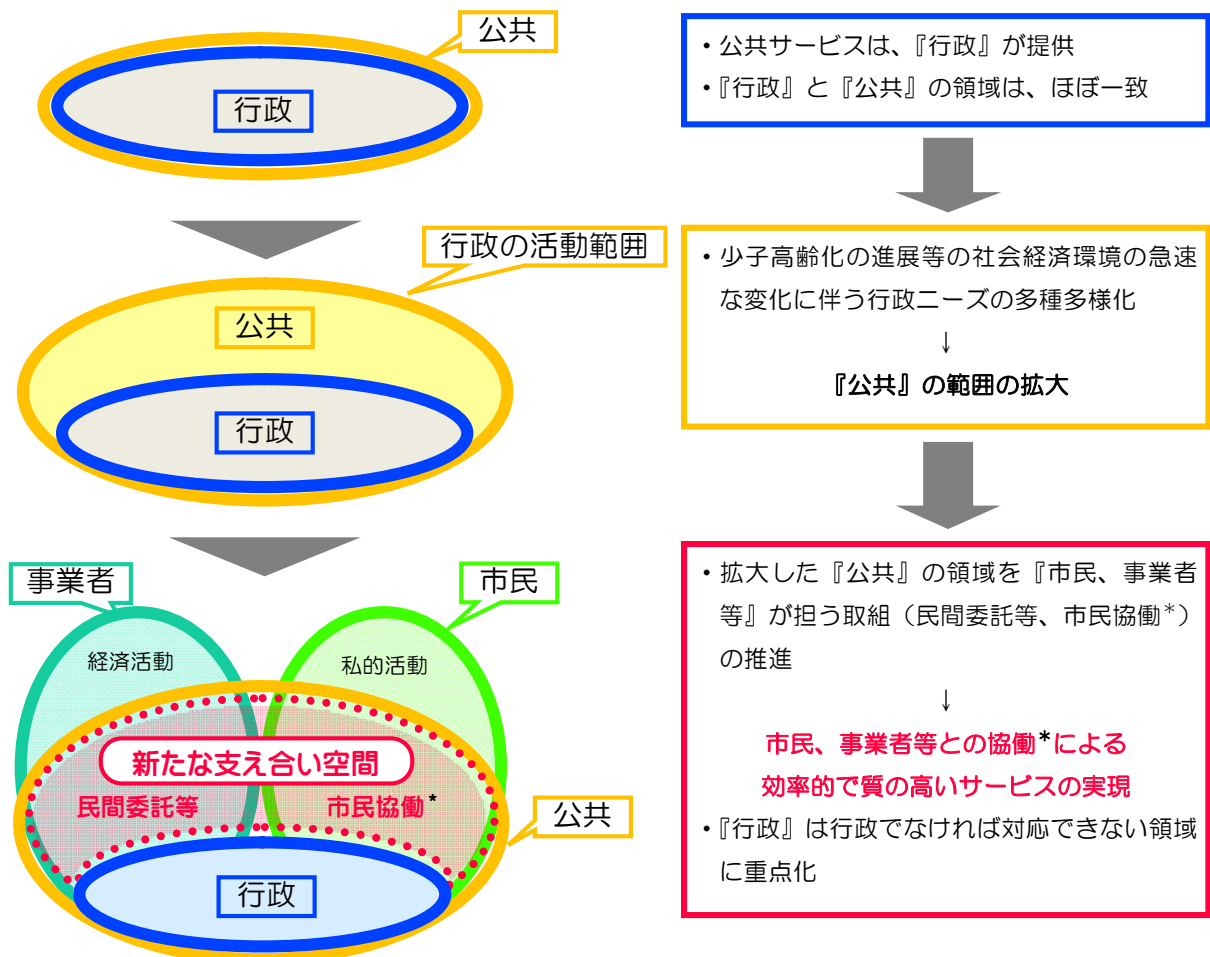 公共
行政
・公共サービスは、『行政』が提供
・『行政』と『公共』の領域は、ほぼ一致
行政の活動範囲
公共
行政
・少子高齢化の進展等の社会経済環境の急速
な変化に伴う行政ニーズの多種多様化
↓
『公共』の範囲の拡大
事業者
市民
経済活動
私的活動
新たな支え合い空間
民間委託等
市民協働*
公共
行政
・拡大した『公共』の領域を『市民、事業者
等』が担う取組（民間委託等、市民協働*）
の推進
↓
市民、事業者等との協働*による
効率的で質の高いサービスの実現
・『行政』は行政でなければ対応できない領域
に重点化